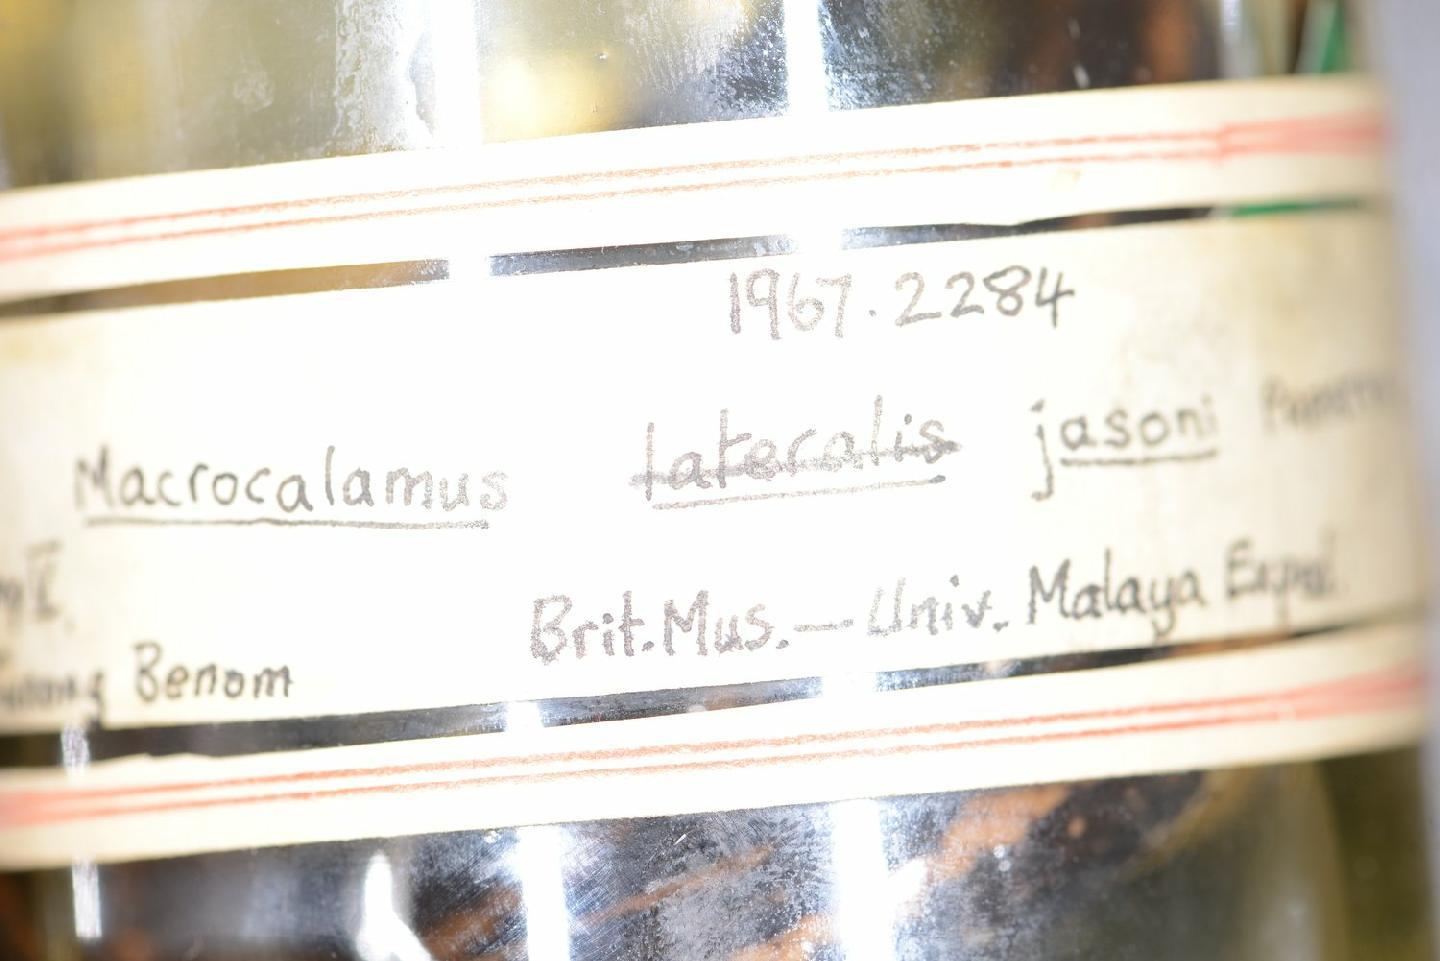 1967.2284
Macrocalamus lateralis jasoni
Brit. Mus. — Univ. Malaya Exped.
Benom